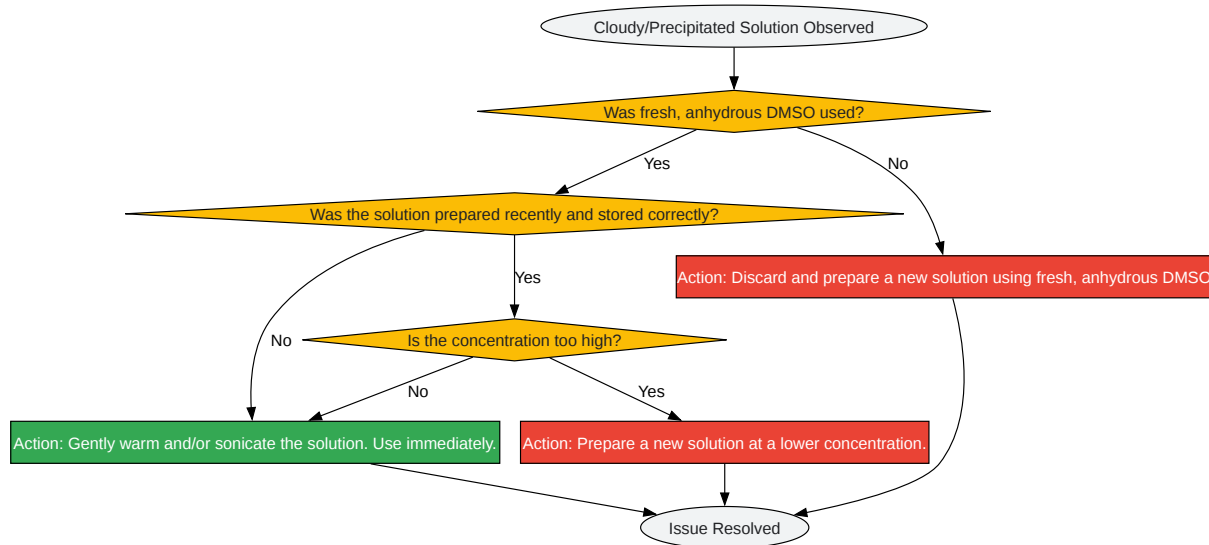 Cloudy/Precipitated Solution Observed
Was fresh, anhydrous DMSO used?
Yes
No
Was the solution prepared recently and stored correctly?
Action: Discard and prepare a new solution using fresh, anhydrous DMSO
Yes
No
Is the concentration too high?
No
Yes
Action: Gently warm and/or sonicate the solution. Use immediately.
Action: Prepare a new solution at a lower concentration.
Issue Resolved